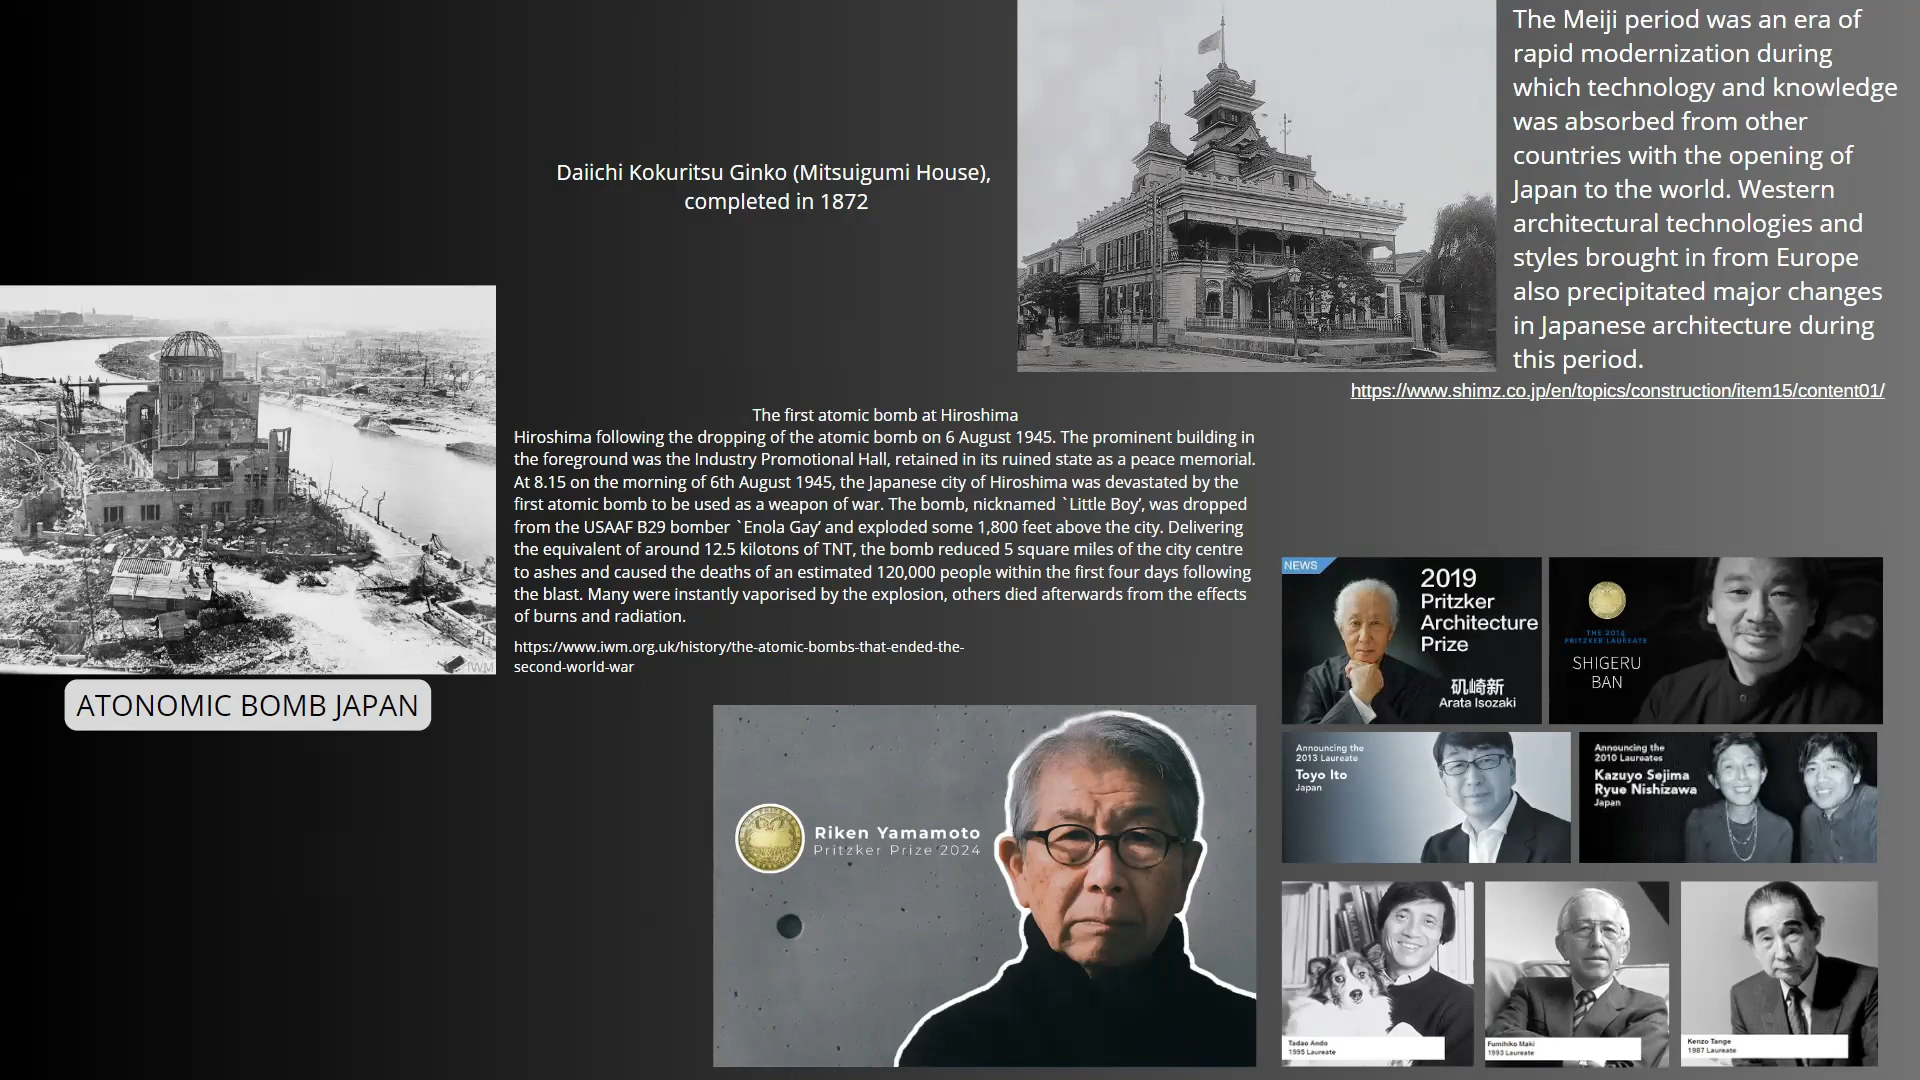 The Meiji period was an era of
rapid modernization during
which technology and knowledge
was absorbed from other
countries with the opening of
Japan to the world. Western
architectural technologies and
styles brought in from Europe
also precipitated major changes
in Japanese architecture during
this period.
https://www.shimz.co.jp/en/topics/construction/item15/content01/
Daiichi Kokuritsu Ginko (Mitsuigumi House),
completed in 1872
The first atomic bomb at Hiroshima
Hiroshima following the dropping of the atomic bomb on 6 August 1945. The prominent building in
the foreground was the Industry Promotional Hall, retained in its ruined state as a peace memorial.
At 8.15 on the morning of 6th August 1945, the Japanese city of Hiroshima was devastated by the
first atomic bomb to be used as a weapon of war. The bomb, nicknamed `Little Boy’, was dropped
from the USAAF B29 bomber `Enola Gay’ and exploded some 1,800 feet above the city. Delivering
the equivalent of around 12.5 kilotons of TNT, the bomb reduced 5 square miles of the city centre
to ashes and caused the deaths of an estimated 120,000 people within the first four days following
the blast. Many were instantly vaporised by the explosion, others died afterwards from the effects
of burns and radiation.
https://www.iwm.org.uk/history/the-atomic-bombs-that-ended-the-
second-world-war
IWM
ATONOMIC BOMB JAPAN
Riken Yamamoto
Pritzker Prize 2024
NEWS
2019
Pritzker
Architecture
Prize
矶崎新
Arata Isozaki
THE 2014
PRITZKER LAUREATE
SHIGERU
BAN
Announcing the
2013 Laureate
Toyo Ito
Japan
Announcing the
2010 Laureates
Kazuyo Sejima
Ryue Nishizawa
Japan
Tadao Ando
1995 Laureate
Fumihiko Maki
1993 Laureate
Kenzo Tange
1987 Laureate